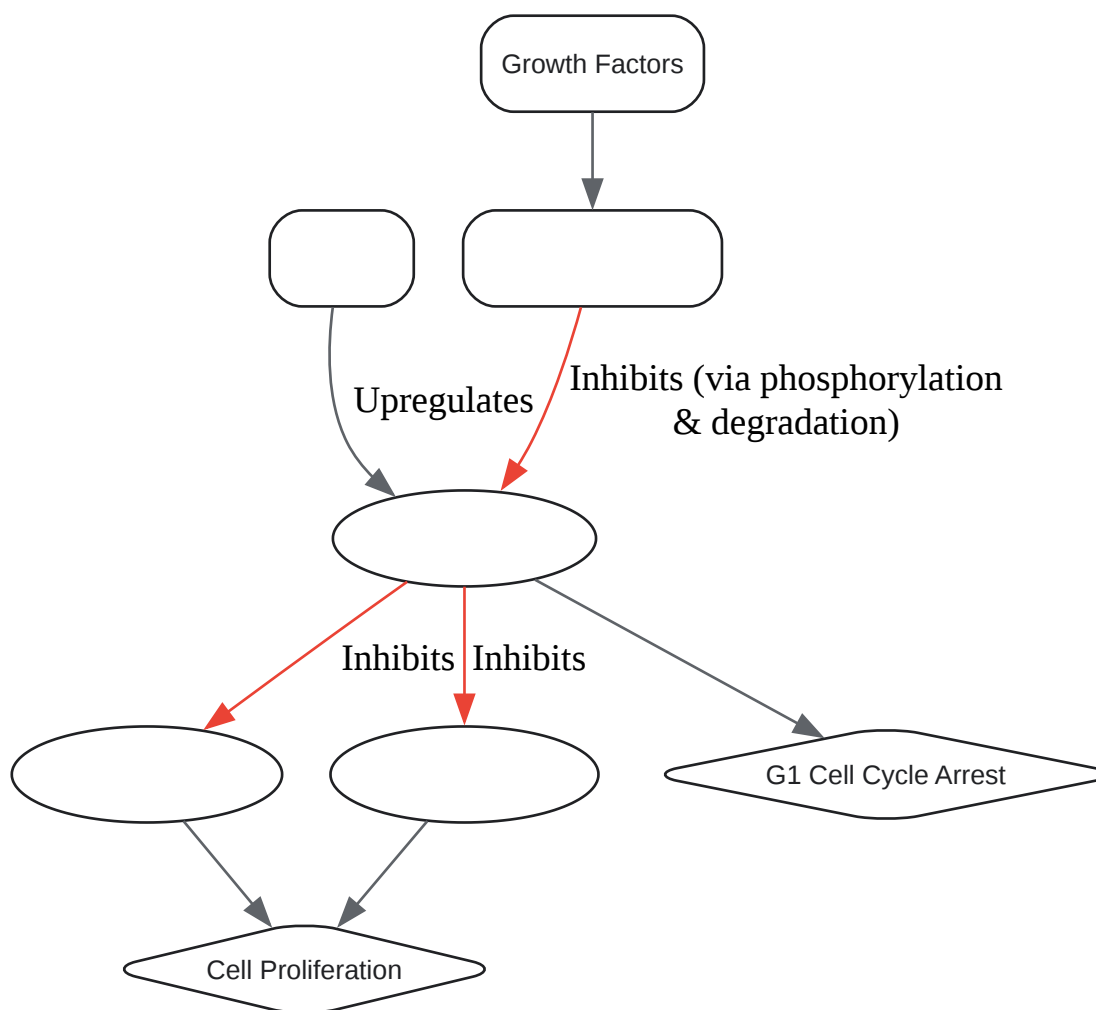 Growth Factors
Upregulates
Inhibits (via phosphorylation
& degradation)
Inhibits
Inhibits
G1 Cell Cycle Arrest
Cell Proliferation